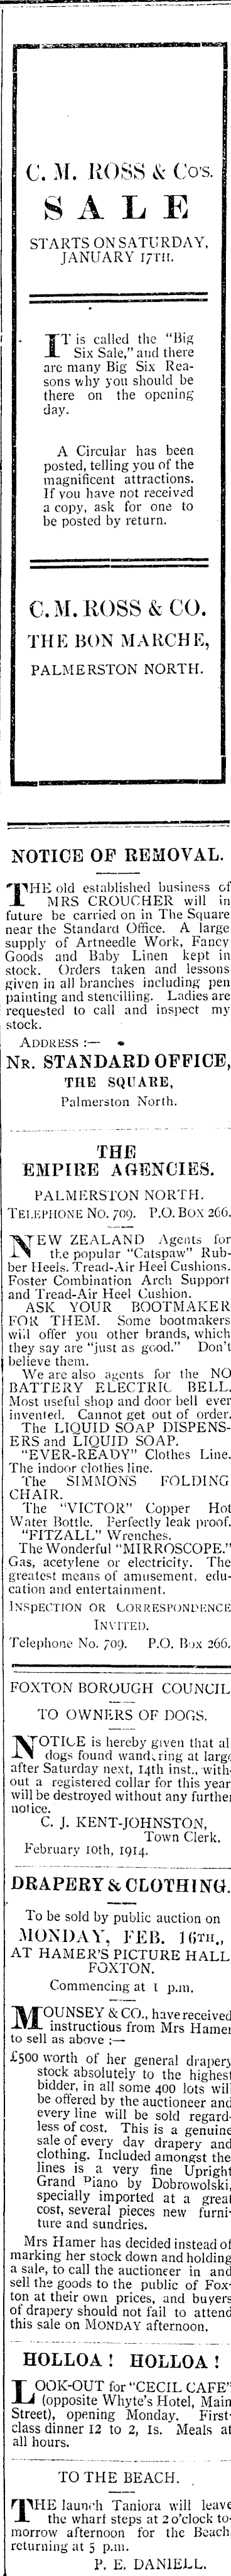 C. M. ROSS & CO'S.
SALE
STARTS ON SATURDAY,
JANUARY 17TH.
IT is called the "Big
Six Sale," and there
are many Big Six Rea-
sons why you should be
there on the opening
day.
A Circular has been
posted, telling you of the
magnificent attractions.
If you have not received
a copy, ask for one to
be posted by return.
C. M. ROSS & CO.
THE BON MARCHE,
PALMERSTON NORTH.
NOTICE OF REMOVAL.
THE old established business of
MRS CROUCHER will in
future be carried on in The Square
near the Standard Office. A large
supply of Artneedle Work, Fancy
Goods and Baby Linen kept in
stock. Orders taken and lessons
given in all branches including pen
painting and stencilling. Ladies are
requested to call and inspect my
stock.
ADDRESS :—
NR. STANDARD OFFICE,
THE SQUARE,
Palmerston North.
THE
EMPIRE AGENCIES.
PALMERSTON NORTH.
TELEPHONE NO. 709. P.O. BOX 266.
NEW ZEALAND Agents for
the popular "Catspaw" Rub-
ber Heels. Tread-Air Heel Cushions.
Foster Combination Arch Support
and Tread-Air Heel Cushion.
ASK YOUR BOOTMAKER
FOR THEM. Some bootmakers
will offer you other brands, which
they say are "just as good." Don't
believe them.
We are also agents for the NO
BATTERY ELECTRIC BELL.
Most useful shop and door bell ever
invented. Cannot get out of order.
The LIQUID SOAP DISPENS-
ERS and LIQUID SOAP.
"EVER-READY" Clothes Line.
The indoor clothes line.
The SIMMONS FOLDING
CHAIR.
The "VICTOR" Copper Hot
Water Bottle. Perfectly leak proof.
"FITZALL" Wrenches.
The Wonderful "MIRROSCOPE."
Gas, acetylene or electricity. The
greatest means of amusement, edu-
cation and entertainment.
INSPECTION OR CORRESPONDENCE
INVITED.
Telephone No. 709. P.O. Box 266.
FOXTON BOROUGH COUNCIL
TO OWNERS OF DOGS.
NOTICE is hereby given that al
dogs found wandering at large
after Saturday next, 14th inst., with-
out a registered collar for this year
will be destroyed without any further
notice.
C. J. KENT-JOHNSTON,
Town Clerk.
February 10th, 1914.
DRAPERY & CLOTHING.
To be sold by public auction on
MONDAY, FEB. 16TH.,
AT HAMER'S PICTURE HALL
FOXTON.
Commencing at 1 p.m.
MOUNSEY & CO., have received
instructions from Mrs Hamer
to sell as above :—
£500 worth of her general drapery
stock absolutely to the highest
bidder, in all some 400 lots will
be offered by the auctioneer and
every line will be sold regard-
less of cost. This is a genuine
sale of every day drapery and
clothing. Included amongst the
lines is a very fine Upright
Grand Piano by Dobrowolski,
specially imported at a great
cost, several pieces new furni-
ture and sundries.
Mrs Hamer has decided instead of
marking her stock down and holding
a sale, to call the auctioneer in and
sell the goods to the public of Fox-
ton at their own prices, and buyers
of drapery should not fail to attend
this sale on MONDAY afternoon.
HOLLOA! HOLLOA!
LOOK-OUT for "CECIL CAFE"
(opposite Whyte's Hotel, Main
Street), opening Monday. First-
class dinner 12 to 2, 1s. Meals at
all hours.
TO THE BEACH.
THE launch Taniora will leave
the wharf steps at 2 o'clock to-
morrow afternoon for the Beach
returning at 5 p.m.
P. E. DANIELL.